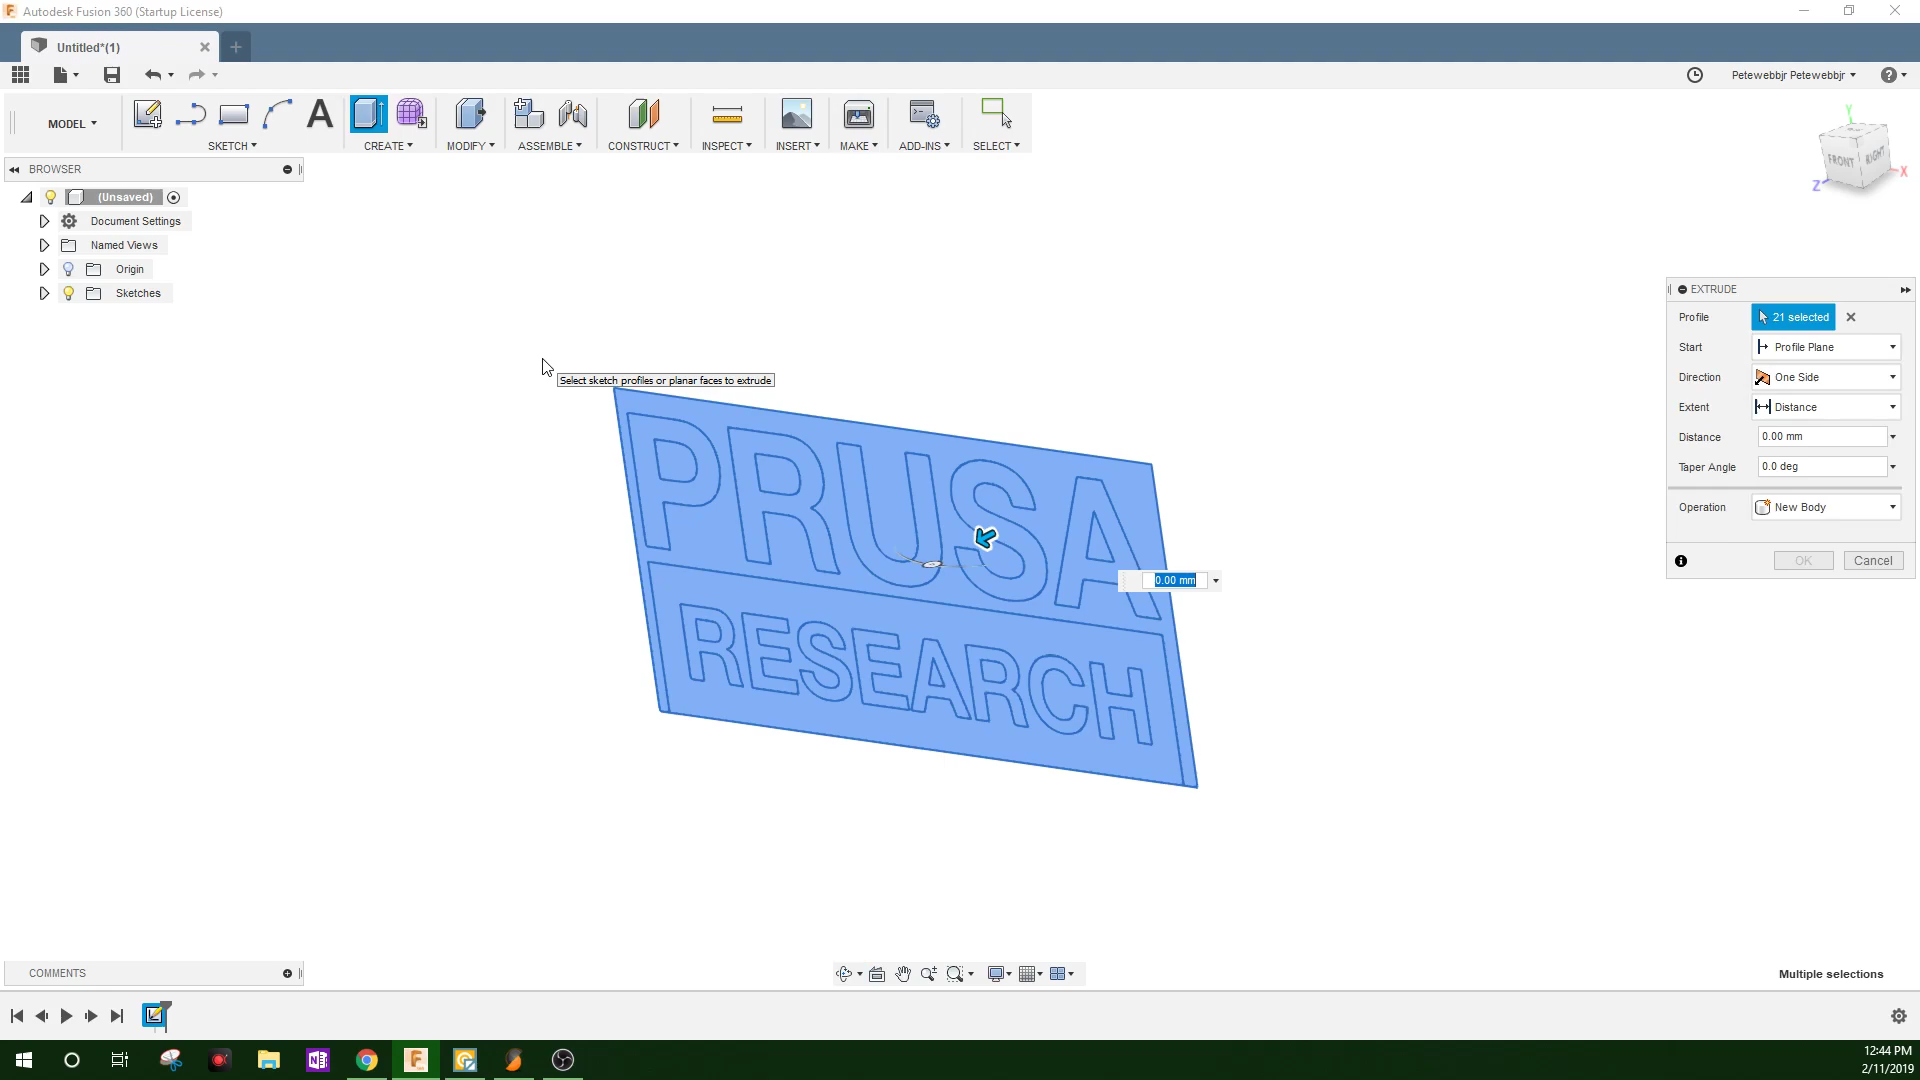 Autodesk Fusion 360 (Startup License)
Untitled*(1)
Petewebbjr Petewebbjr
MODEL
SKETCH
CREATE
MODIFY
ASSEMBLE
CONSTRUCT
INSPECT
INSERT
MAKE
ADD-INS
SELECT
Y
FRONT
RIGHT
X
Z
BROWSER
(Unsaved)
Document Settings
Named Views
Origin
Sketches
EXTRUDE
Profile
21 selected
Start
Profile Plane
Direction
One Side
Extent
Distance
Distance
0.00 mm
Taper Angle
0.0 deg
Operation
New Body
OK
Cancel
Select sketch profiles or planar faces to extrude
PRUSA
0.00 mm
RESEARCH
COMMENTS
Multiple selections
12:44 PM
2/11/2019